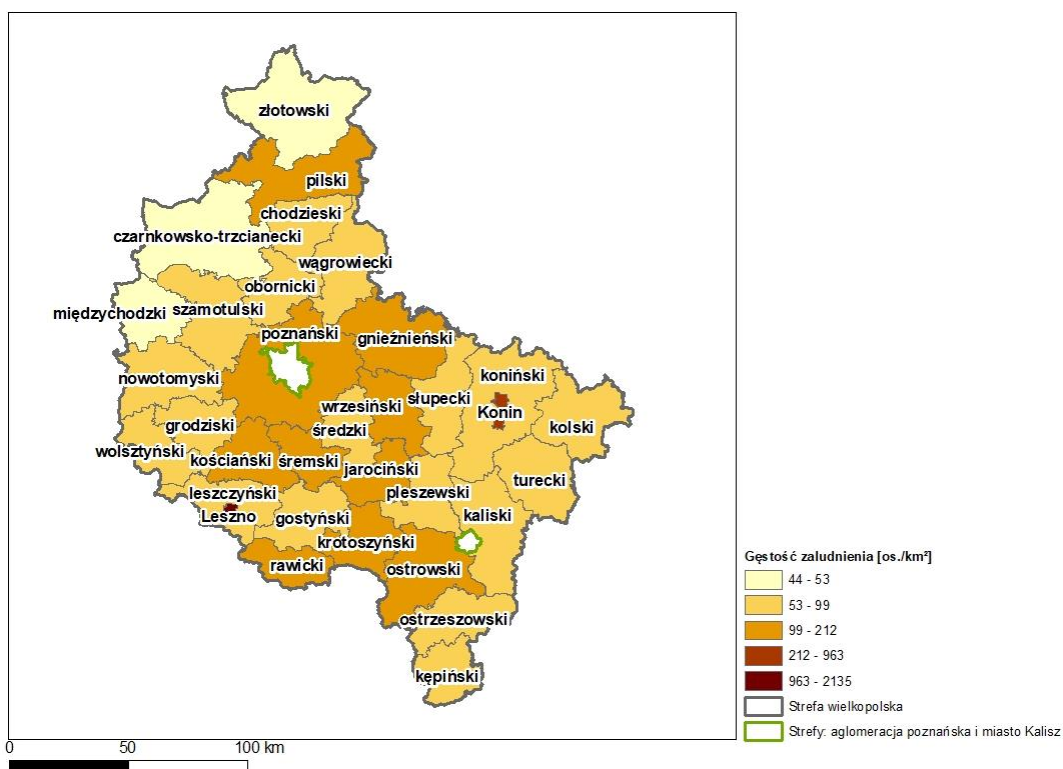 złotowski
pilski
chodzieski
czarnkowsko-trzcianecki
wągrowiecki
obornicki
międzychodzki
szamotulski
poznański
gnieźnieński
koniński
nowotomyski
słupecki
wrzesiński
Konin
kolski
grodziski
średzki
wolsztyński
kościański
śremski
jarociński
turecki
leszczyński
pleszewski
Leszno
gostyński
kaliski
krotoszyński
rawicki
ostrowski
ostrzeszowski
kępiński
Gęstość zaludnienia [os./km²]
44 - 53
53 - 99
99 - 212
212 - 963
963 - 2135
Strefa wielkopolska
Strefy: aglomeracja poznańska i miasto Kalisz
0 50 100 km